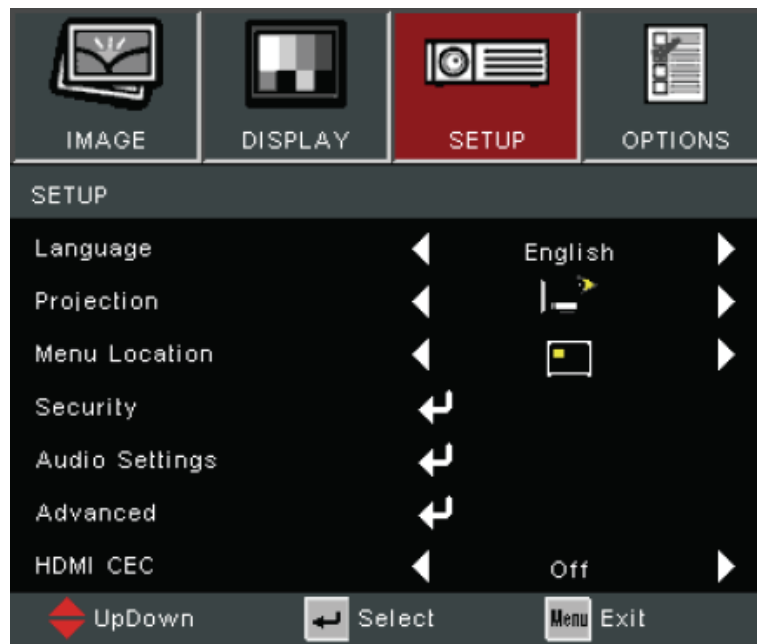 IMAGE DISPLAY SETUP OPTIONS
SETUP
Language English
Projection
Menu Location
Security
Audio Settings
Advanced
HDMI CEC Off
UpDown Select Menu Exit